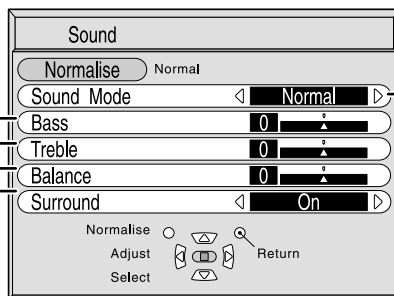 Sound
Normalise Normal
Sound Mode Normal
Bass 0
Treble 0
Balance 0
Surround On
Normalise
Adjust Return
Select